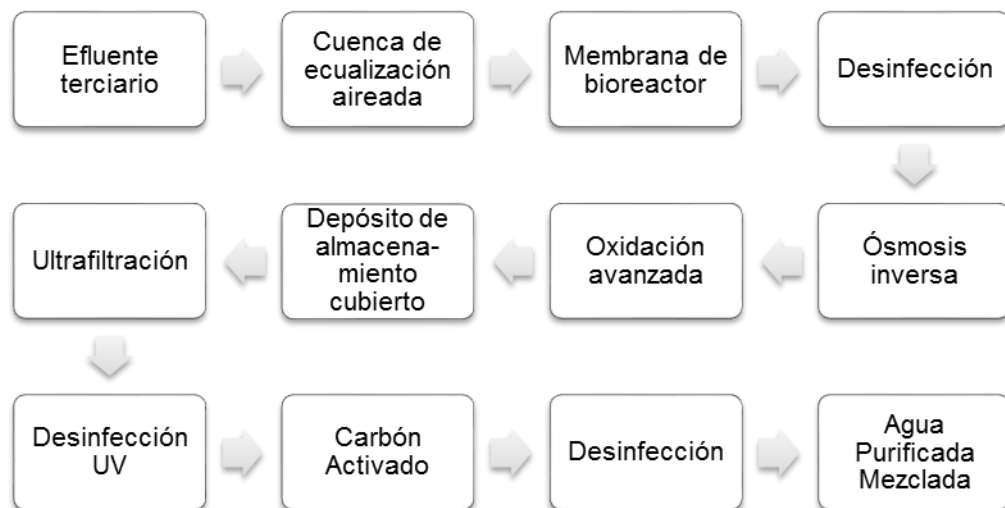 Efluente
terciario
Cuenca de
ecualización
aireada
Membrana de
bioreactor
Desinfección
Ósmosis
inversa
Oxidación
avanzada
Depósito de
almacena-
miento
cubierto
Ultrafiltración
Desinfección
UV
Carbón
Activado
Desinfección
Agua
Purificada
Mezclada